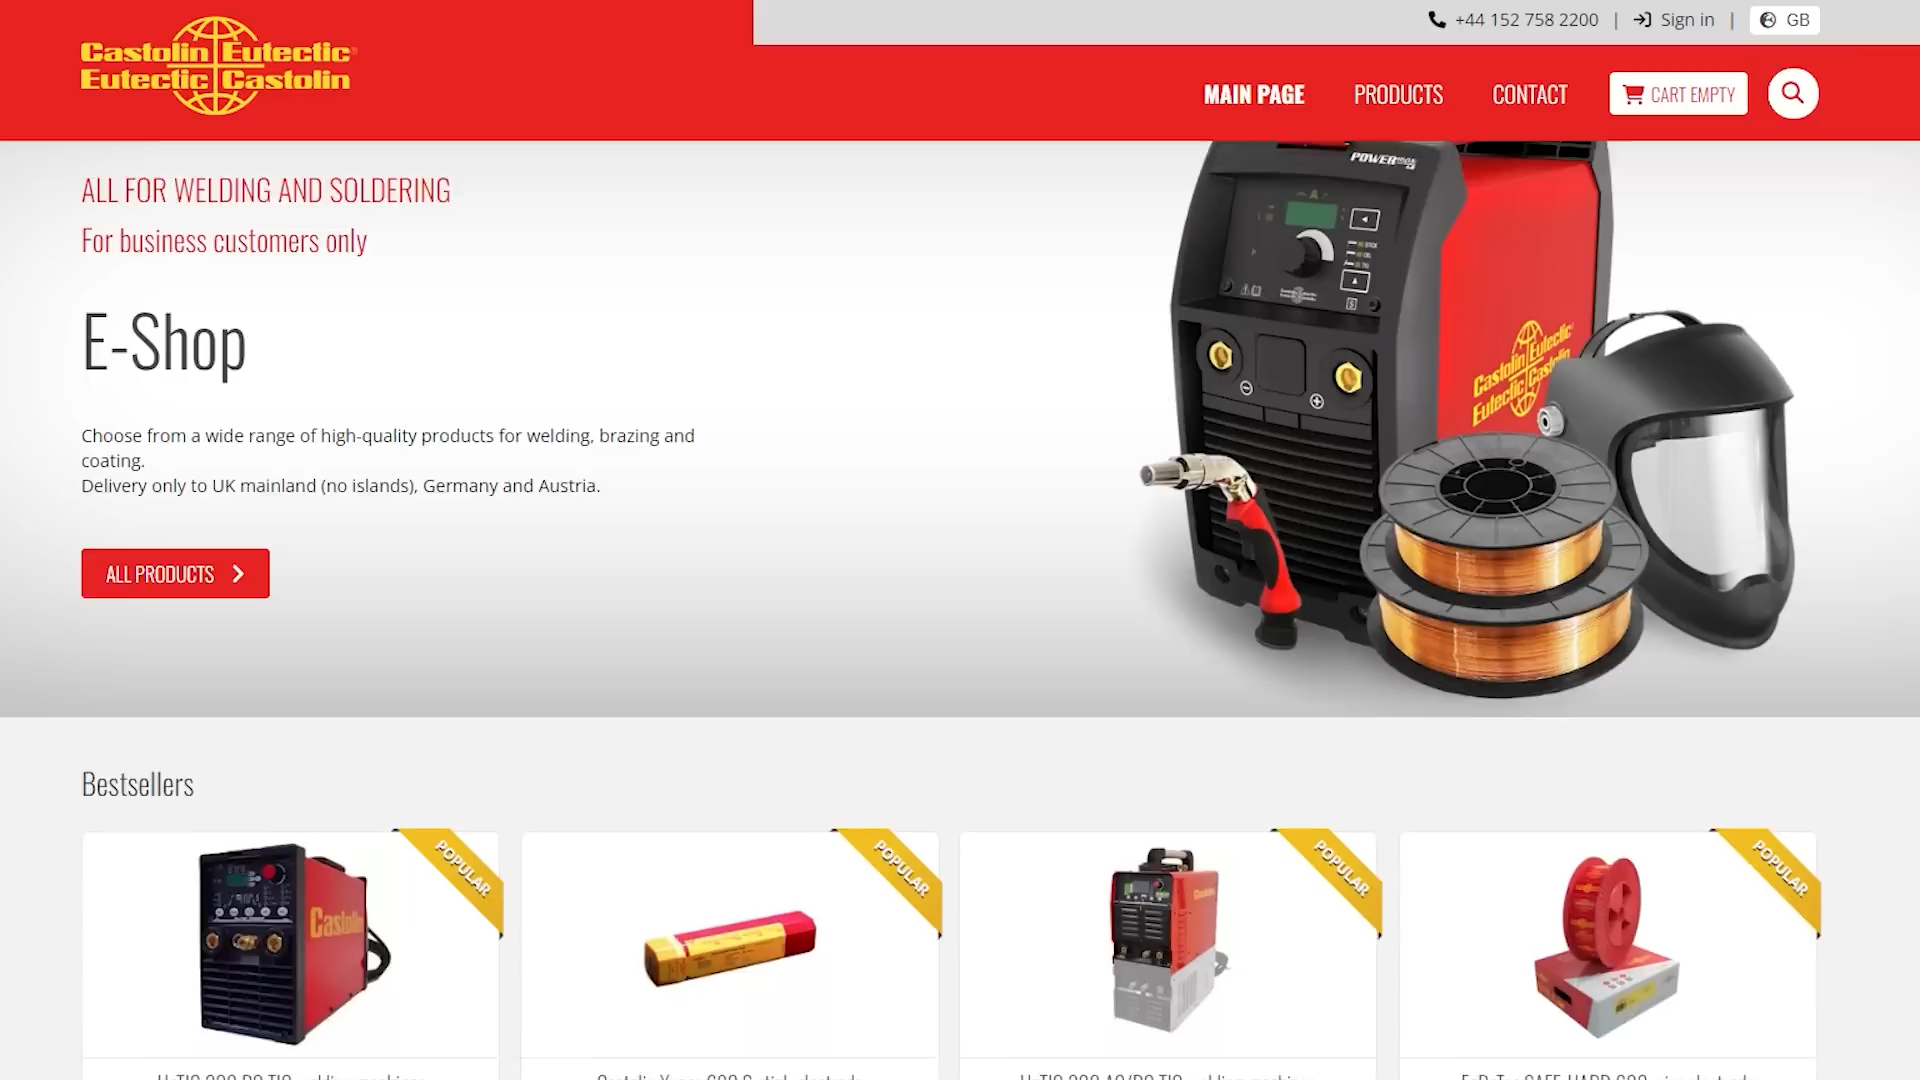 +44 152 758 2200 | Sign in | GB
Castolin Eutectic
Eutectic Castolin
MAIN PAGE PRODUCTS CONTACT CART EMPTY
ALL FOR WELDING AND SOLDERING
For business customers only
E-Shop
Choose from a wide range of high-quality products for welding, brazing and
coating.
Delivery only to UK mainland (no islands), Germany and Austria.
ALL PRODUCTS
POWER
Castolin Eutectic
Eutectic Castolin
Bestsellers
POPULAR
POPULAR
POPULAR
POPULAR
Castolin